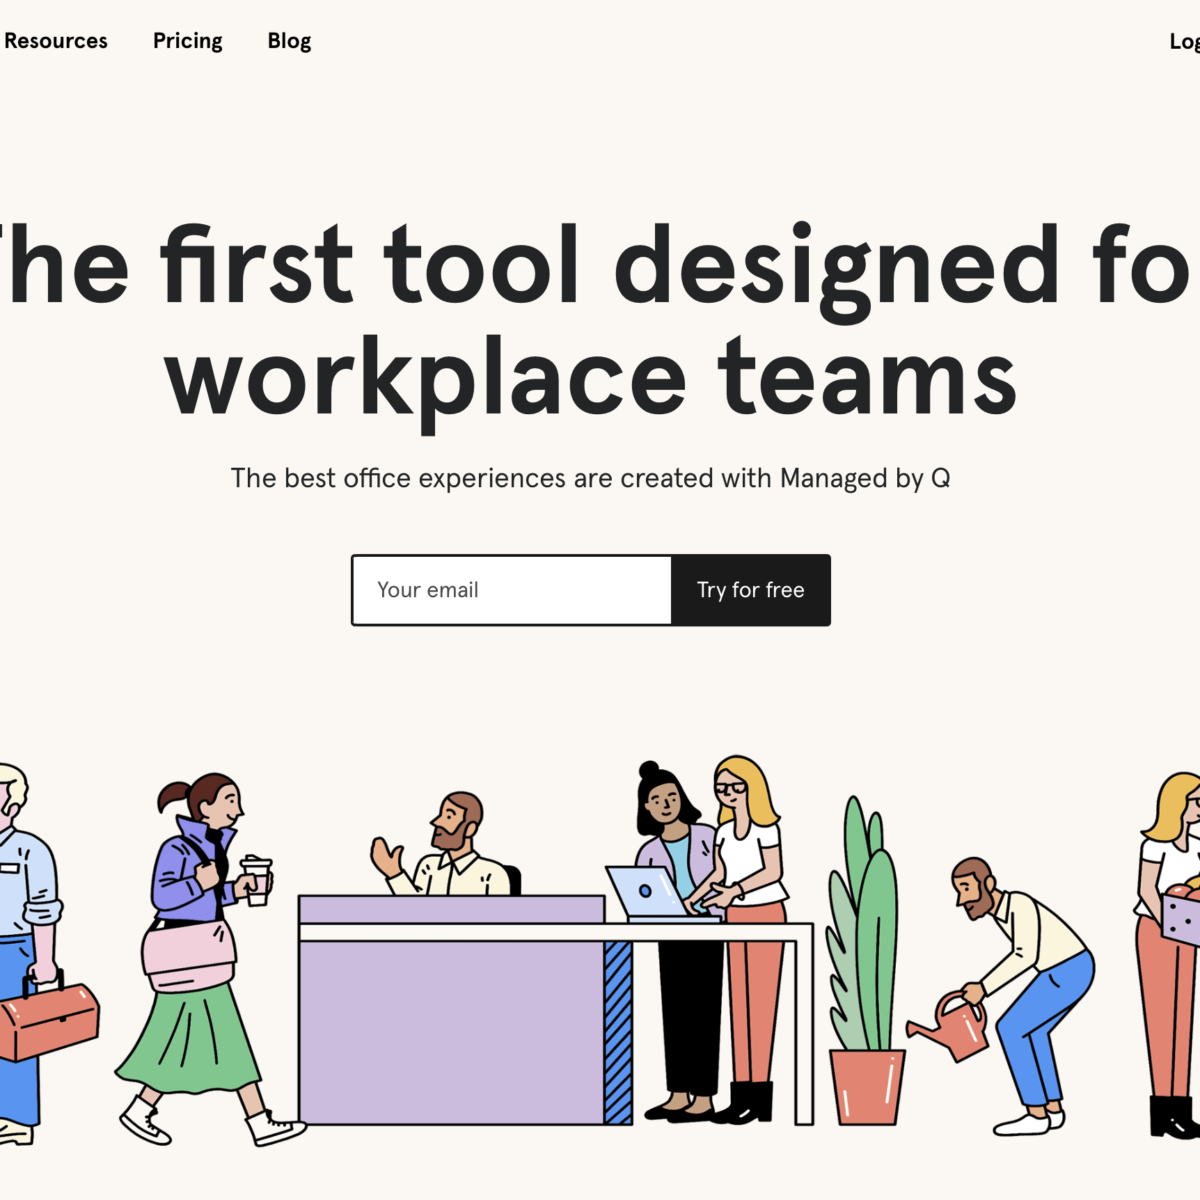 Resources Pricing Blog Log
The first tool designed fo
workplace teams
The best office experiences are created with Managed by Q
Your email Try for free